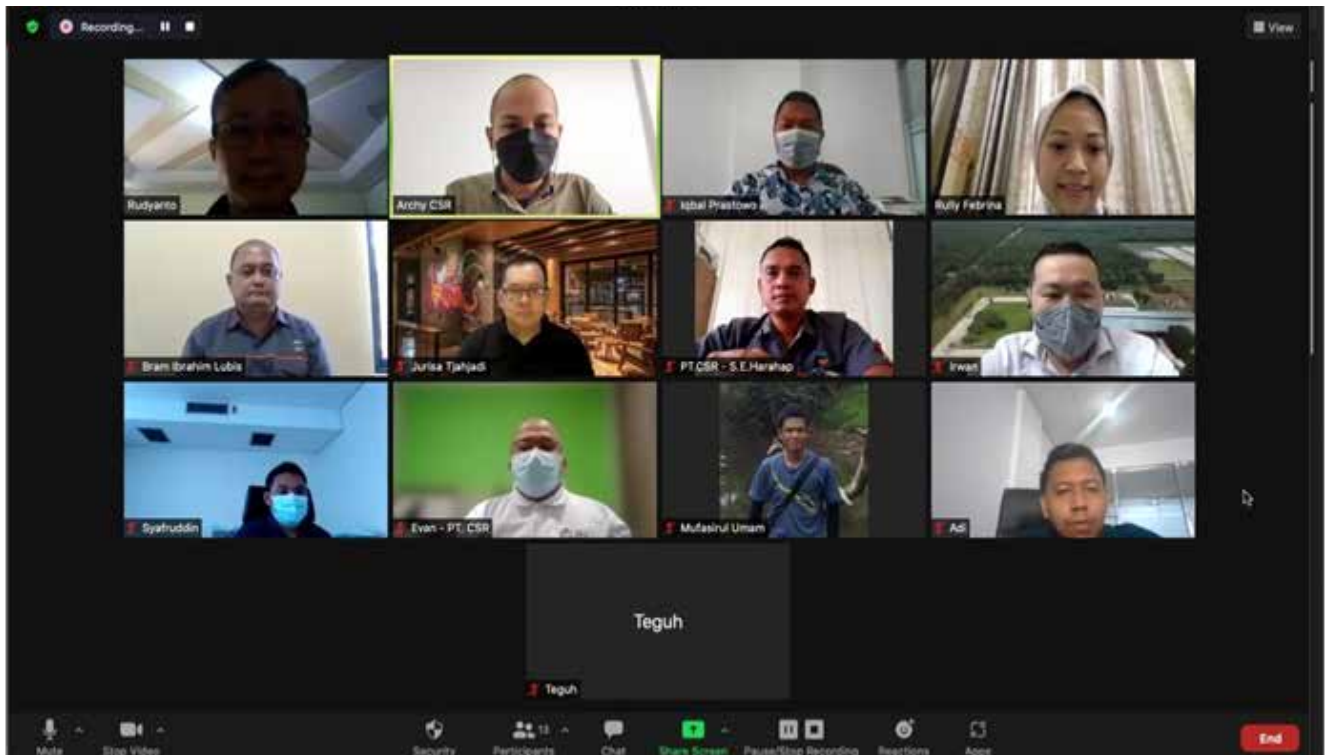 Recording...
View
Rudyanto
Archy CSR
Iqbal Prastowo
Rully Febrina
Bram Ibrahim Lubis
Jurisa Tjahjadi
PT.CSR - S.E.Harahap
Irwan
Syafruddin
Evan - PT. CSR
Mufasirul Umam
Adi
Teguh
Teguh
Mute
Stop Video
Security
13
Participants
Chat
Share Screen
Pause/Stop Recording
Reactions
Apps
End